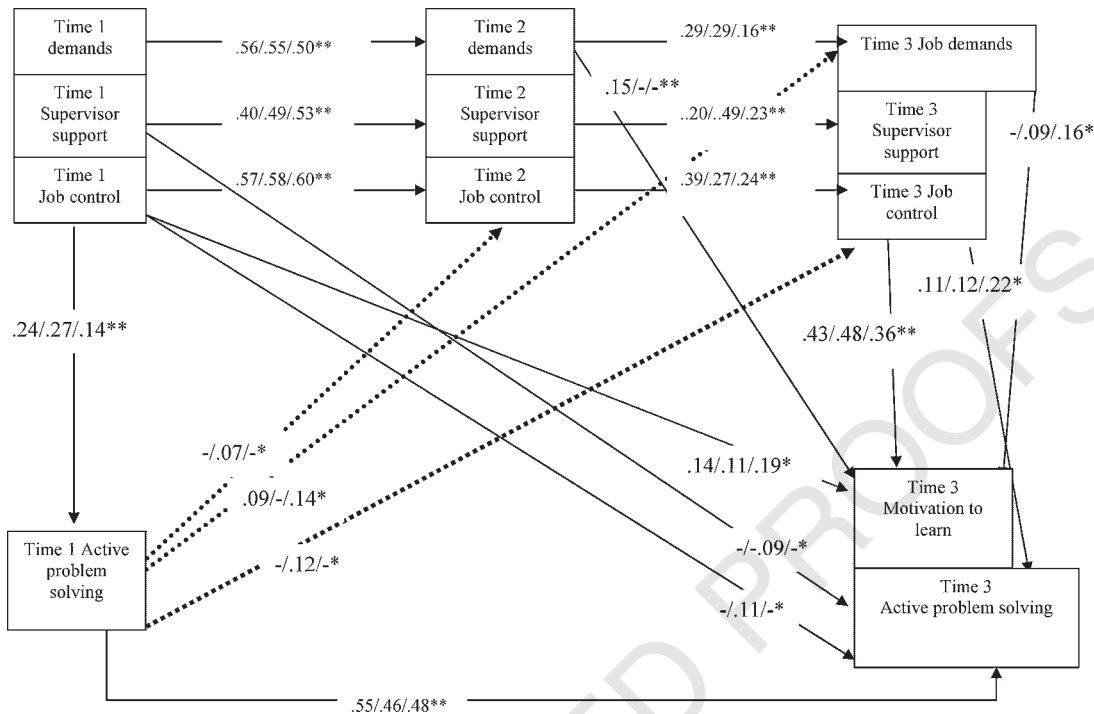 Time 1
demands
.56/.55/.50**
Time 2
demands
.29/.29/.16**
Time 3 Job demands
.15/-/-**
Time 1
Supervisor
support
.40/.49/.53**
Time 2
Supervisor
support
.20/.49/.23**
Time 3
Supervisor
support
-/.09/.16*
Time 1
Job control
.57/.58/.60**
Time 2
Job control
.39/.27/.24**
Time 3 Job
control
.24/.27/.14**
.11/.12/.22*
.43/.48/.36**
-/.07/-*
.09/-/.14*
-/.12/-*
.14/.11/.19*
-/-.09/-*
-/.11/-*
Time 1 Active
problem
solving
Time 3
Motivation to
learn
Time 3
Active problem solving
.55/.46/.48**
ED PROOFS